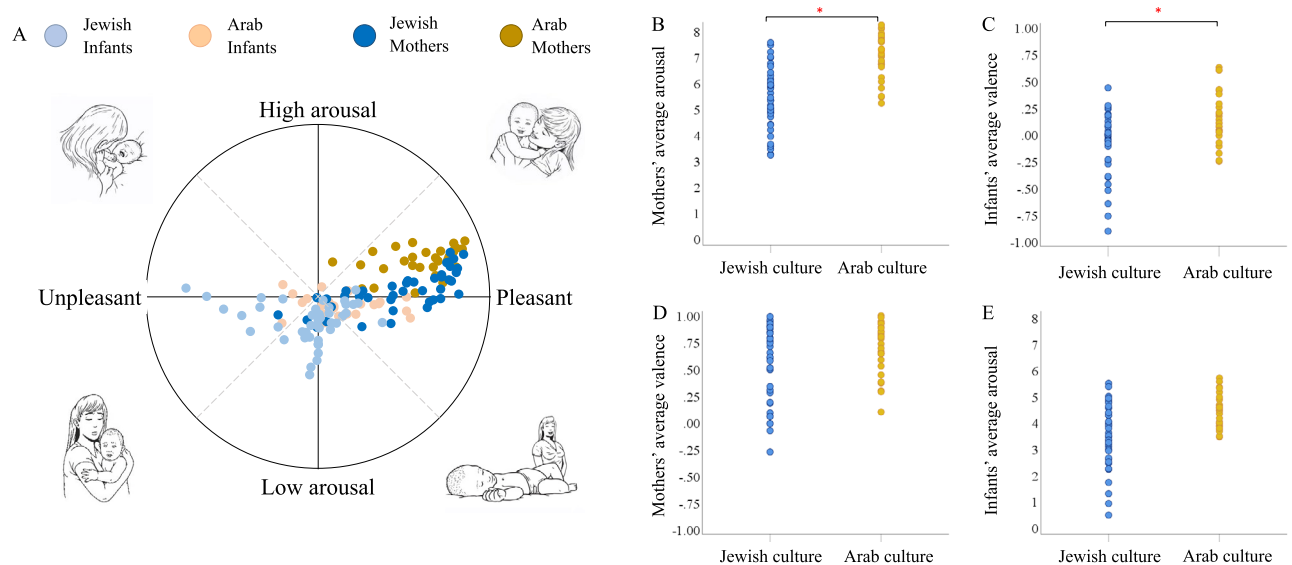 A
Jewish
Infants
Arab
Infants
Jewish
Mothers
Arab
Mothers
High arousal
Unpleasant
Pleasant
Low arousal
B
*
Mothers' average arousal
8
7
6
5
4
3
2
1
0
Jewish culture
Arab culture
C
*
Infants' average valence
1.00
.75
.50
.25
.00
-.25
-.50
-.75
-1.00
Jewish culture
Arab culture
D
Mothers' average valence
1.00
.75
.50
.25
.00
-.25
-.50
-.75
-1.00
Jewish culture
Arab culture
E
Infants' average arousal
8
7
6
5
4
3
2
1
0
Jewish culture
Arab culture